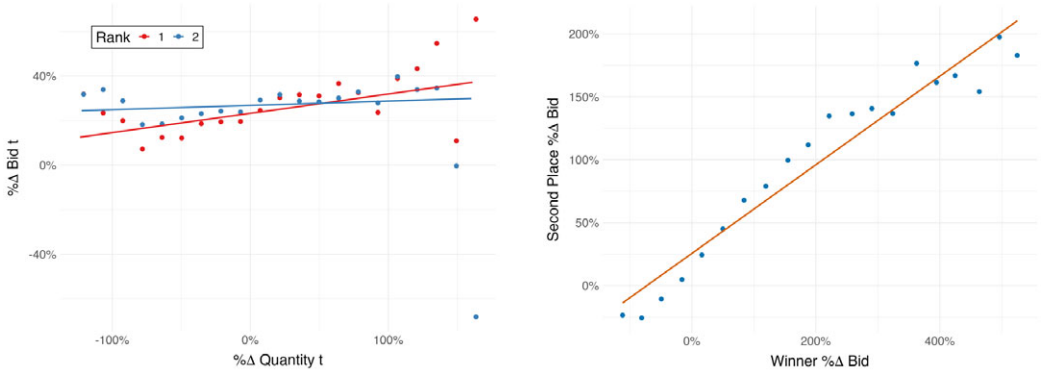 Rank 1 2
40%
0%
-40%
%Δ Bid t
-100% 0% 100%
%Δ Quantity t
200%
150%
100%
50%
0%
Second Place %Δ Bid
0% 200% 400%
Winner %Δ Bid